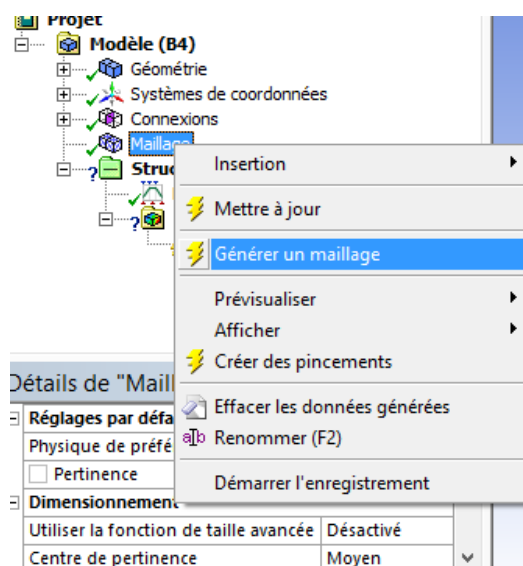 Projet
Modèle (B4)
Géométrie
Systèmes de coordonnées
Connexions
Maillage
Insertion
Struc
Mettre à jour
Générer un maillage
Prévisualiser
Afficher
Créer des pincements
Détails de "Maill
Effacer les données générées
Réglages par défa
Renommer (F2)
Physique de préfé
Pertinence
Démarrer l'enregistrement
Dimensionnement
Utiliser la fonction de taille avancée Désactivé
Centre de pertinence Moyen